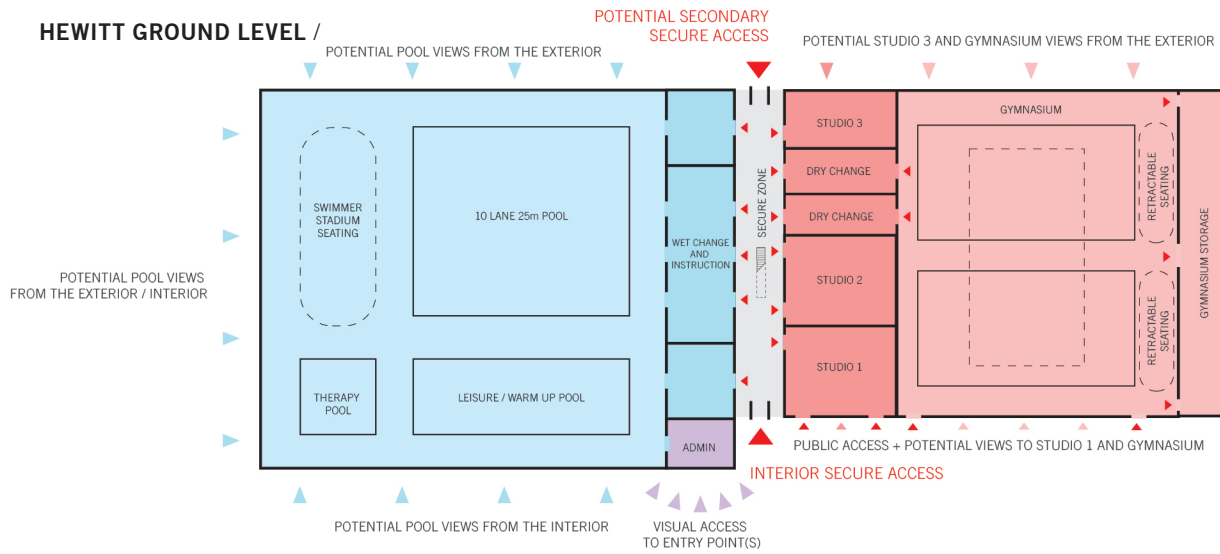 HEWITT GROUND LEVEL /
POTENTIAL SECONDARY
SECURE ACCESS
POTENTIAL POOL VIEWS FROM THE EXTERIOR
POTENTIAL STUDIO 3 AND GYMNASIUM VIEWS FROM THE EXTERIOR
SWIMMER
STADIUM
SEATING
10 LANE 25m POOL
WET CHANGE
AND
INSTRUCTION
SECURE ZONE
STUDIO 3
DRY CHANGE
DRY CHANGE
STUDIO 2
STUDIO 1
GYMNASIUM
RETRACTABLE
SEATING
RETRACTABLE
SEATING
GYMNASIUM STORAGE
POTENTIAL POOL VIEWS
FROM THE EXTERIOR / INTERIOR
THERAPY
POOL
LEISURE / WARM UP POOL
ADMIN
PUBLIC ACCESS + POTENTIAL VIEWS TO STUDIO 1 AND GYMNASIUM
INTERIOR SECURE ACCESS
POTENTIAL POOL VIEWS FROM THE INTERIOR
VISUAL ACCESS
TO ENTRY POINT(S)